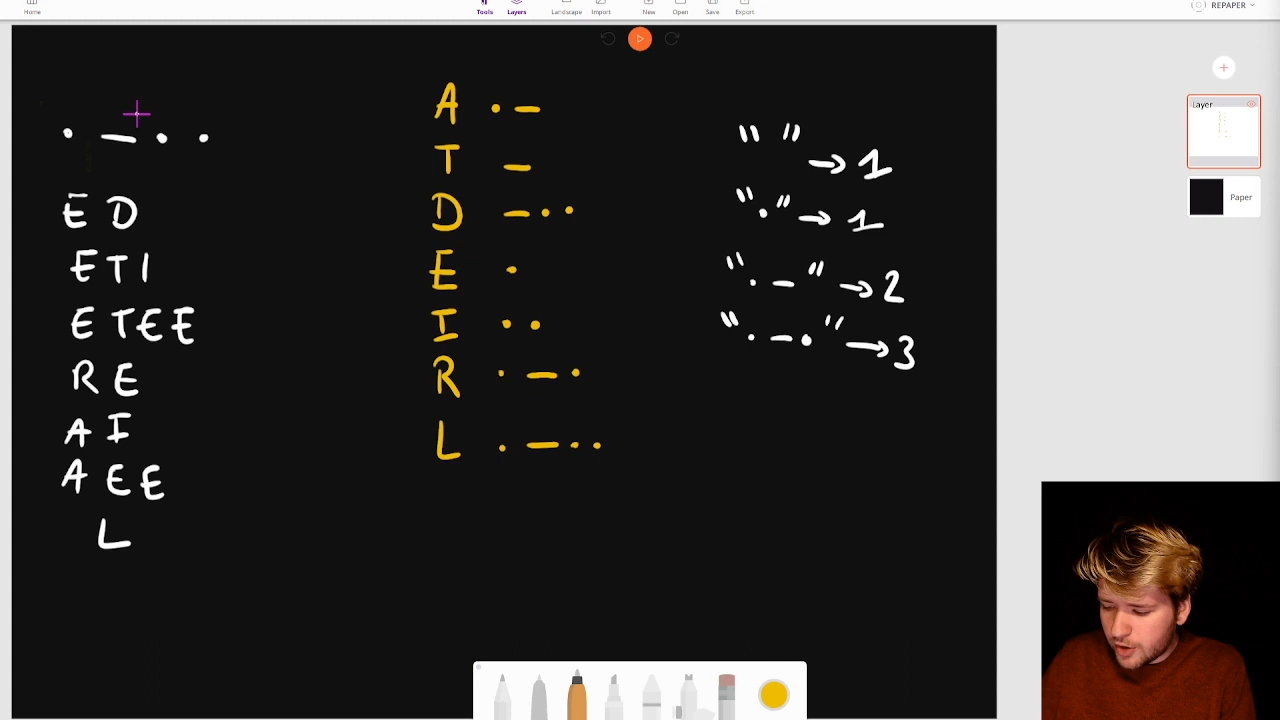 Home
Tools
Layers
Landscape
Import
New
Open
Save
Export
REPAPER
Layer
Paper
. — . .
E D
E T I
E T E E
R E
A I
A E E
L
A . —
T —
D — . .
E .
I . .
R . — .
L . — . .
" " → 1
"." → 1
". —" → 2
". — ." → 3